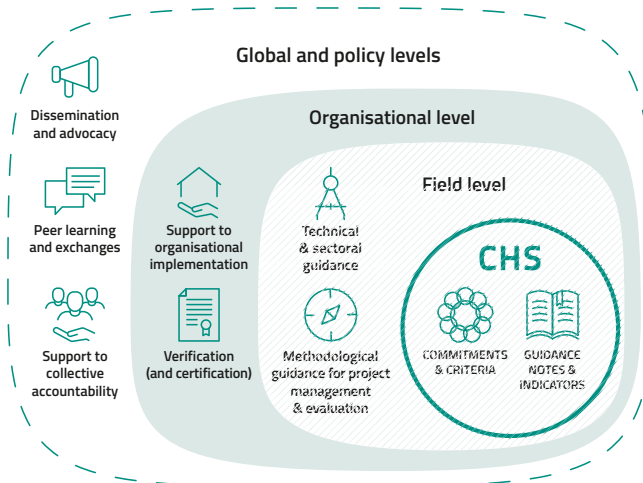 Global and policy levels
Dissemination
and advocacy
Peer learning
and exchanges
Support to
collective
accountability
Organisational level
Support to
organisational
implementation
Verification
(and certification)
Field level
Technical
& sectoral
guidance
Methodological
guidance for project
management
& evaluation
CHS
COMMITMENTS
& CRITERIA
GUIDANCE
NOTES &
INDICATORS